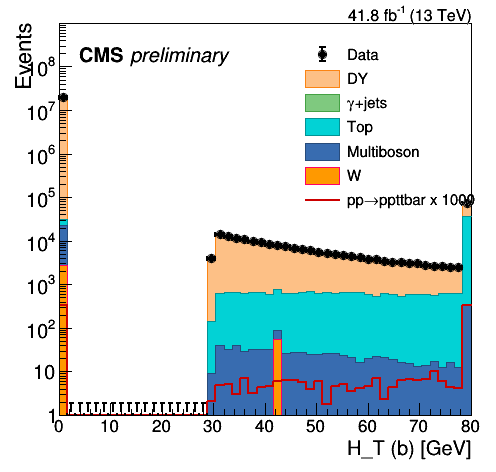 41.8 fb⁻¹ (13 TeV)
Events
CMS preliminary
Data
DY
γ+jets
Top
Multiboson
W
pp→ppttbar x 1000
10⁸
10⁷
10⁶
10⁵
10⁴
10³
10²
10
1
0 10 20 30 40 50 60 70 80
H_T (b) [GeV]